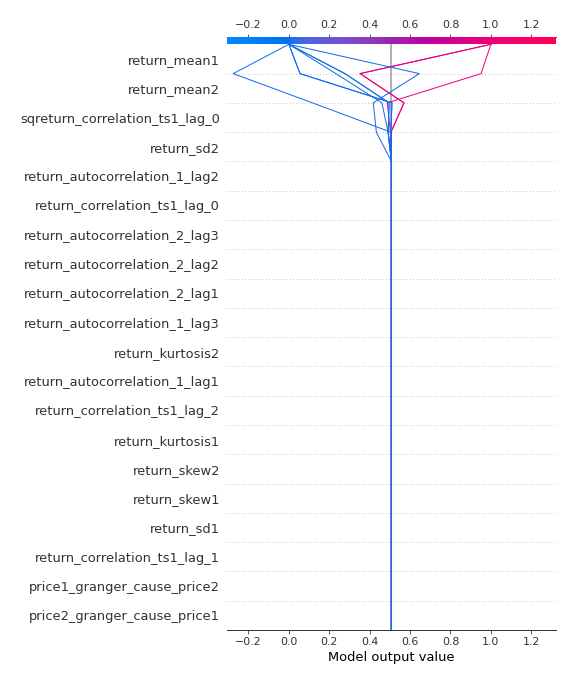 −0.2 0.0 0.2 0.4 0.6 0.8 1.0 1.2
return_mean1
return_mean2
sqreturn_correlation_ts1_lag_0
return_sd2
return_autocorrelation_1_lag2
return_correlation_ts1_lag_0
return_autocorrelation_2_lag3
return_autocorrelation_2_lag2
return_autocorrelation_2_lag1
return_autocorrelation_1_lag3
return_kurtosis2
return_autocorrelation_1_lag1
return_correlation_ts1_lag_2
return_kurtosis1
return_skew2
return_skew1
return_sd1
return_correlation_ts1_lag_1
price1_granger_cause_price2
price2_granger_cause_price1
−0.2 0.0 0.2 0.4 0.6 0.8 1.0 1.2
Model output value